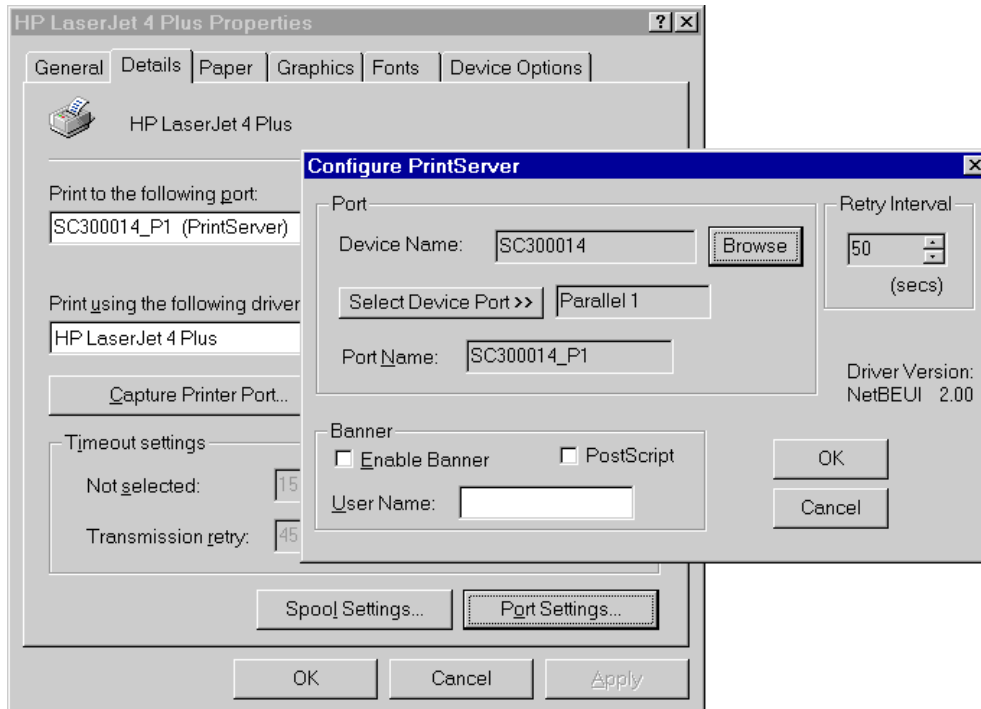 HP LaserJet 4 Plus Properties
General Details Paper Graphics Fonts Device Options
HP LaserJet 4 Plus
Print to the following port:
SC300014_P1 (PrintServer)
Print using the following driver
HP LaserJet 4 Plus
Capture Printer Port...
Timeout settings
Not selected: 15
Transmission retry: 45
Spool Settings... Port Settings...
OK Cancel Apply
Configure PrintServer
Port
Device Name: SC300014 Browse
Select Device Port >> Parallel 1
Port Name: SC300014_P1
Retry Interval
50
(secs)
Driver Version:
NetBEUI 2.00
Banner
Enable Banner PostScript
User Name:
OK
Cancel